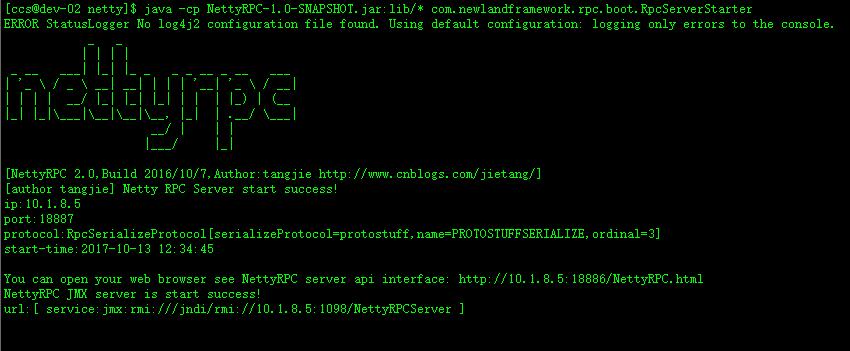 [ccs@dev-02 netty]$ java -cp NettyRPC-1.0-SNAPSHOT.jar:lib/* com.newlandframework.rpc.boot.RpcServerStarter
ERROR StatusLogger No log4j2 configuration file found. Using default configuration: logging only errors to the console.
nettyrpc
[NettyRPC 2.0,Build 2016/10/7,Author:tangjie http://www.cnblogs.com/jietang/]
[author tangjie] Netty RPC Server start success!
ip:10.1.8.5
port:18887
protocol:RpcSerializeProtocol[serializeProtocol=protostuff,name=PROTOSTUFFSERIALIZE,ordinal=3]
start-time:2017-10-13 12:34:45
You can open your web browser see NettyRPC server api interface: http://10.1.8.5:18886/NettyRPC.html
NettyRPC JMX server is start success!
url:[ service:jmx:rmi:///jndi/rmi://10.1.8.5:1098/NettyRPCServer ]